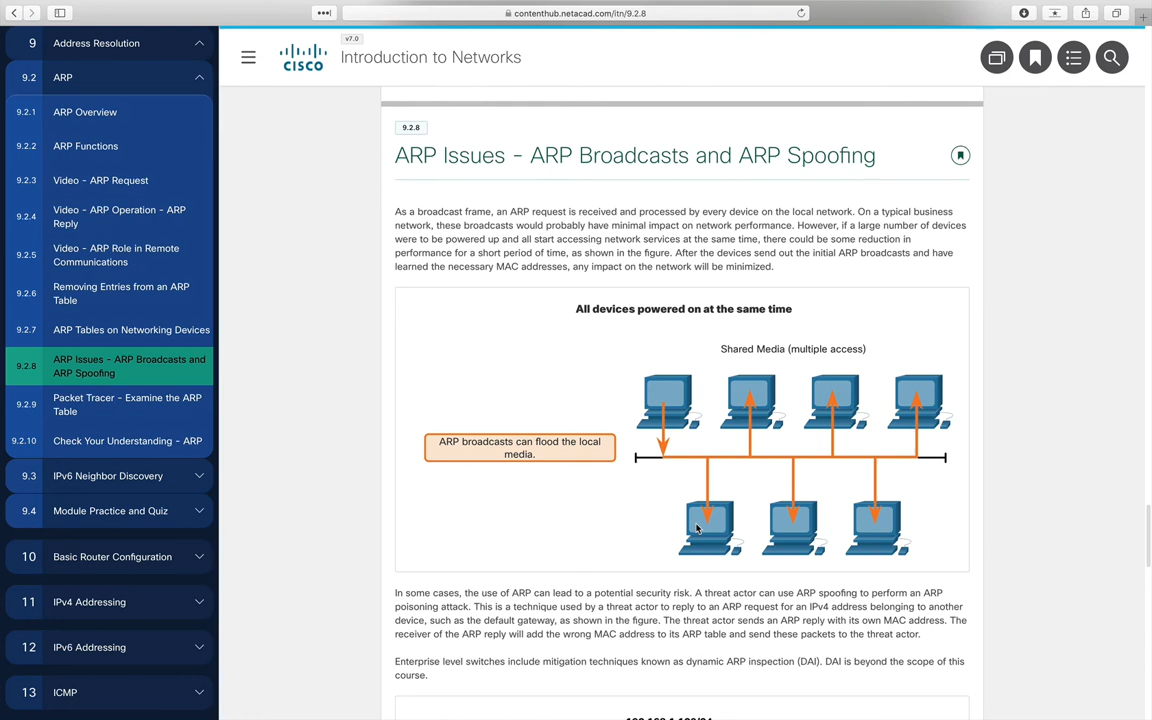 contenthub.netacad.com/itn/9.2.8
9 Address Resolution
9.2 ARP
9.2.1 ARP Overview
9.2.2 ARP Functions
9.2.3 Video - ARP Request
9.2.4 Video - ARP Operation - ARP
Reply
9.2.5 Video - ARP Role in Remote
Communications
9.2.6 Removing Entries from an ARP
Table
9.2.7 ARP Tables on Networking Devices
9.2.8 ARP Issues - ARP Broadcasts and
ARP Spoofing
9.2.9 Packet Tracer - Examine the ARP
Table
9.2.10 Check Your Understanding - ARP
9.3 IPv6 Neighbor Discovery
9.4 Module Practice and Quiz
10 Basic Router Configuration
11 IPv4 Addressing
12 IPv6 Addressing
13 ICMP
v7.0
CISCO
Introduction to Networks
9.2.8
ARP Issues - ARP Broadcasts and ARP Spoofing
As a broadcast frame, an ARP request is received and processed by every device on the local network. On a typical business
network, these broadcasts would probably have minimal impact on network performance. However, if a large number of devices
were to be powered up and all start accessing network services at the same time, there could be some reduction in
performance for a short period of time, as shown in the figure. After the devices send out the initial ARP broadcasts and have
learned the necessary MAC addresses, any impact on the network will be minimized.
All devices powered on at the same time
Shared Media (multiple access)
ARP broadcasts can flood the local
media.
In some cases, the use of ARP can lead to a potential security risk. A threat actor can use ARP spoofing to perform an ARP
poisoning attack. This is a technique used by a threat actor to reply to an ARP request for an IPv4 address belonging to another
device, such as the default gateway, as shown in the figure. The threat actor sends an ARP reply with its own MAC address. The
receiver of the ARP reply will add the wrong MAC address to its ARP table and send these packets to the threat actor.
Enterprise level switches include mitigation techniques known as dynamic ARP inspection (DAI). DAI is beyond the scope of this
course.